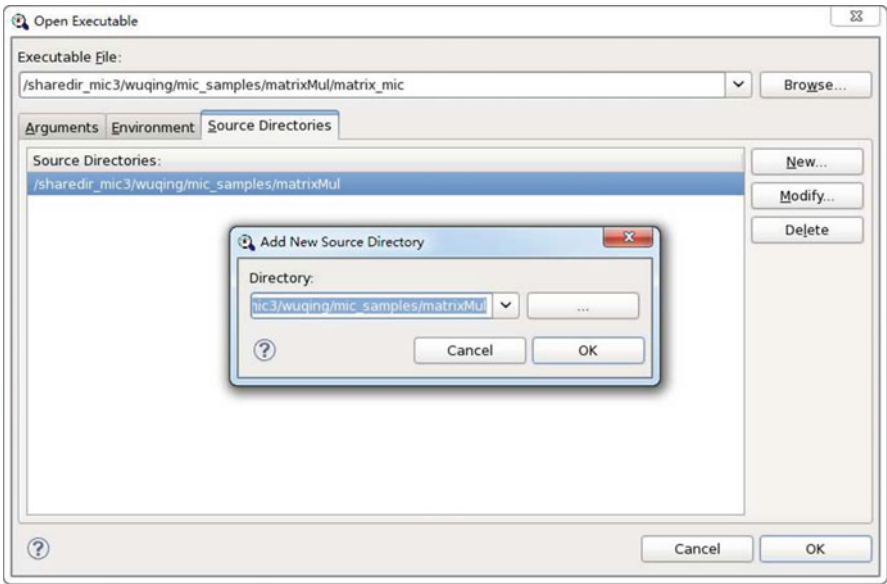 Open Executable
Executable File:
/sharedir_mic3/wuqing/mic_samples/matrixMul/matrix_mic
Browse...
Arguments Environment Source Directories
Source Directories:
/sharedir_mic3/wuqing/mic_samples/matrixMul
New...
Modify...
Delete
Add New Source Directory
Directory:
nic3/wuqing/mic_samples/matrixMul
...
? Cancel OK
? Cancel OK